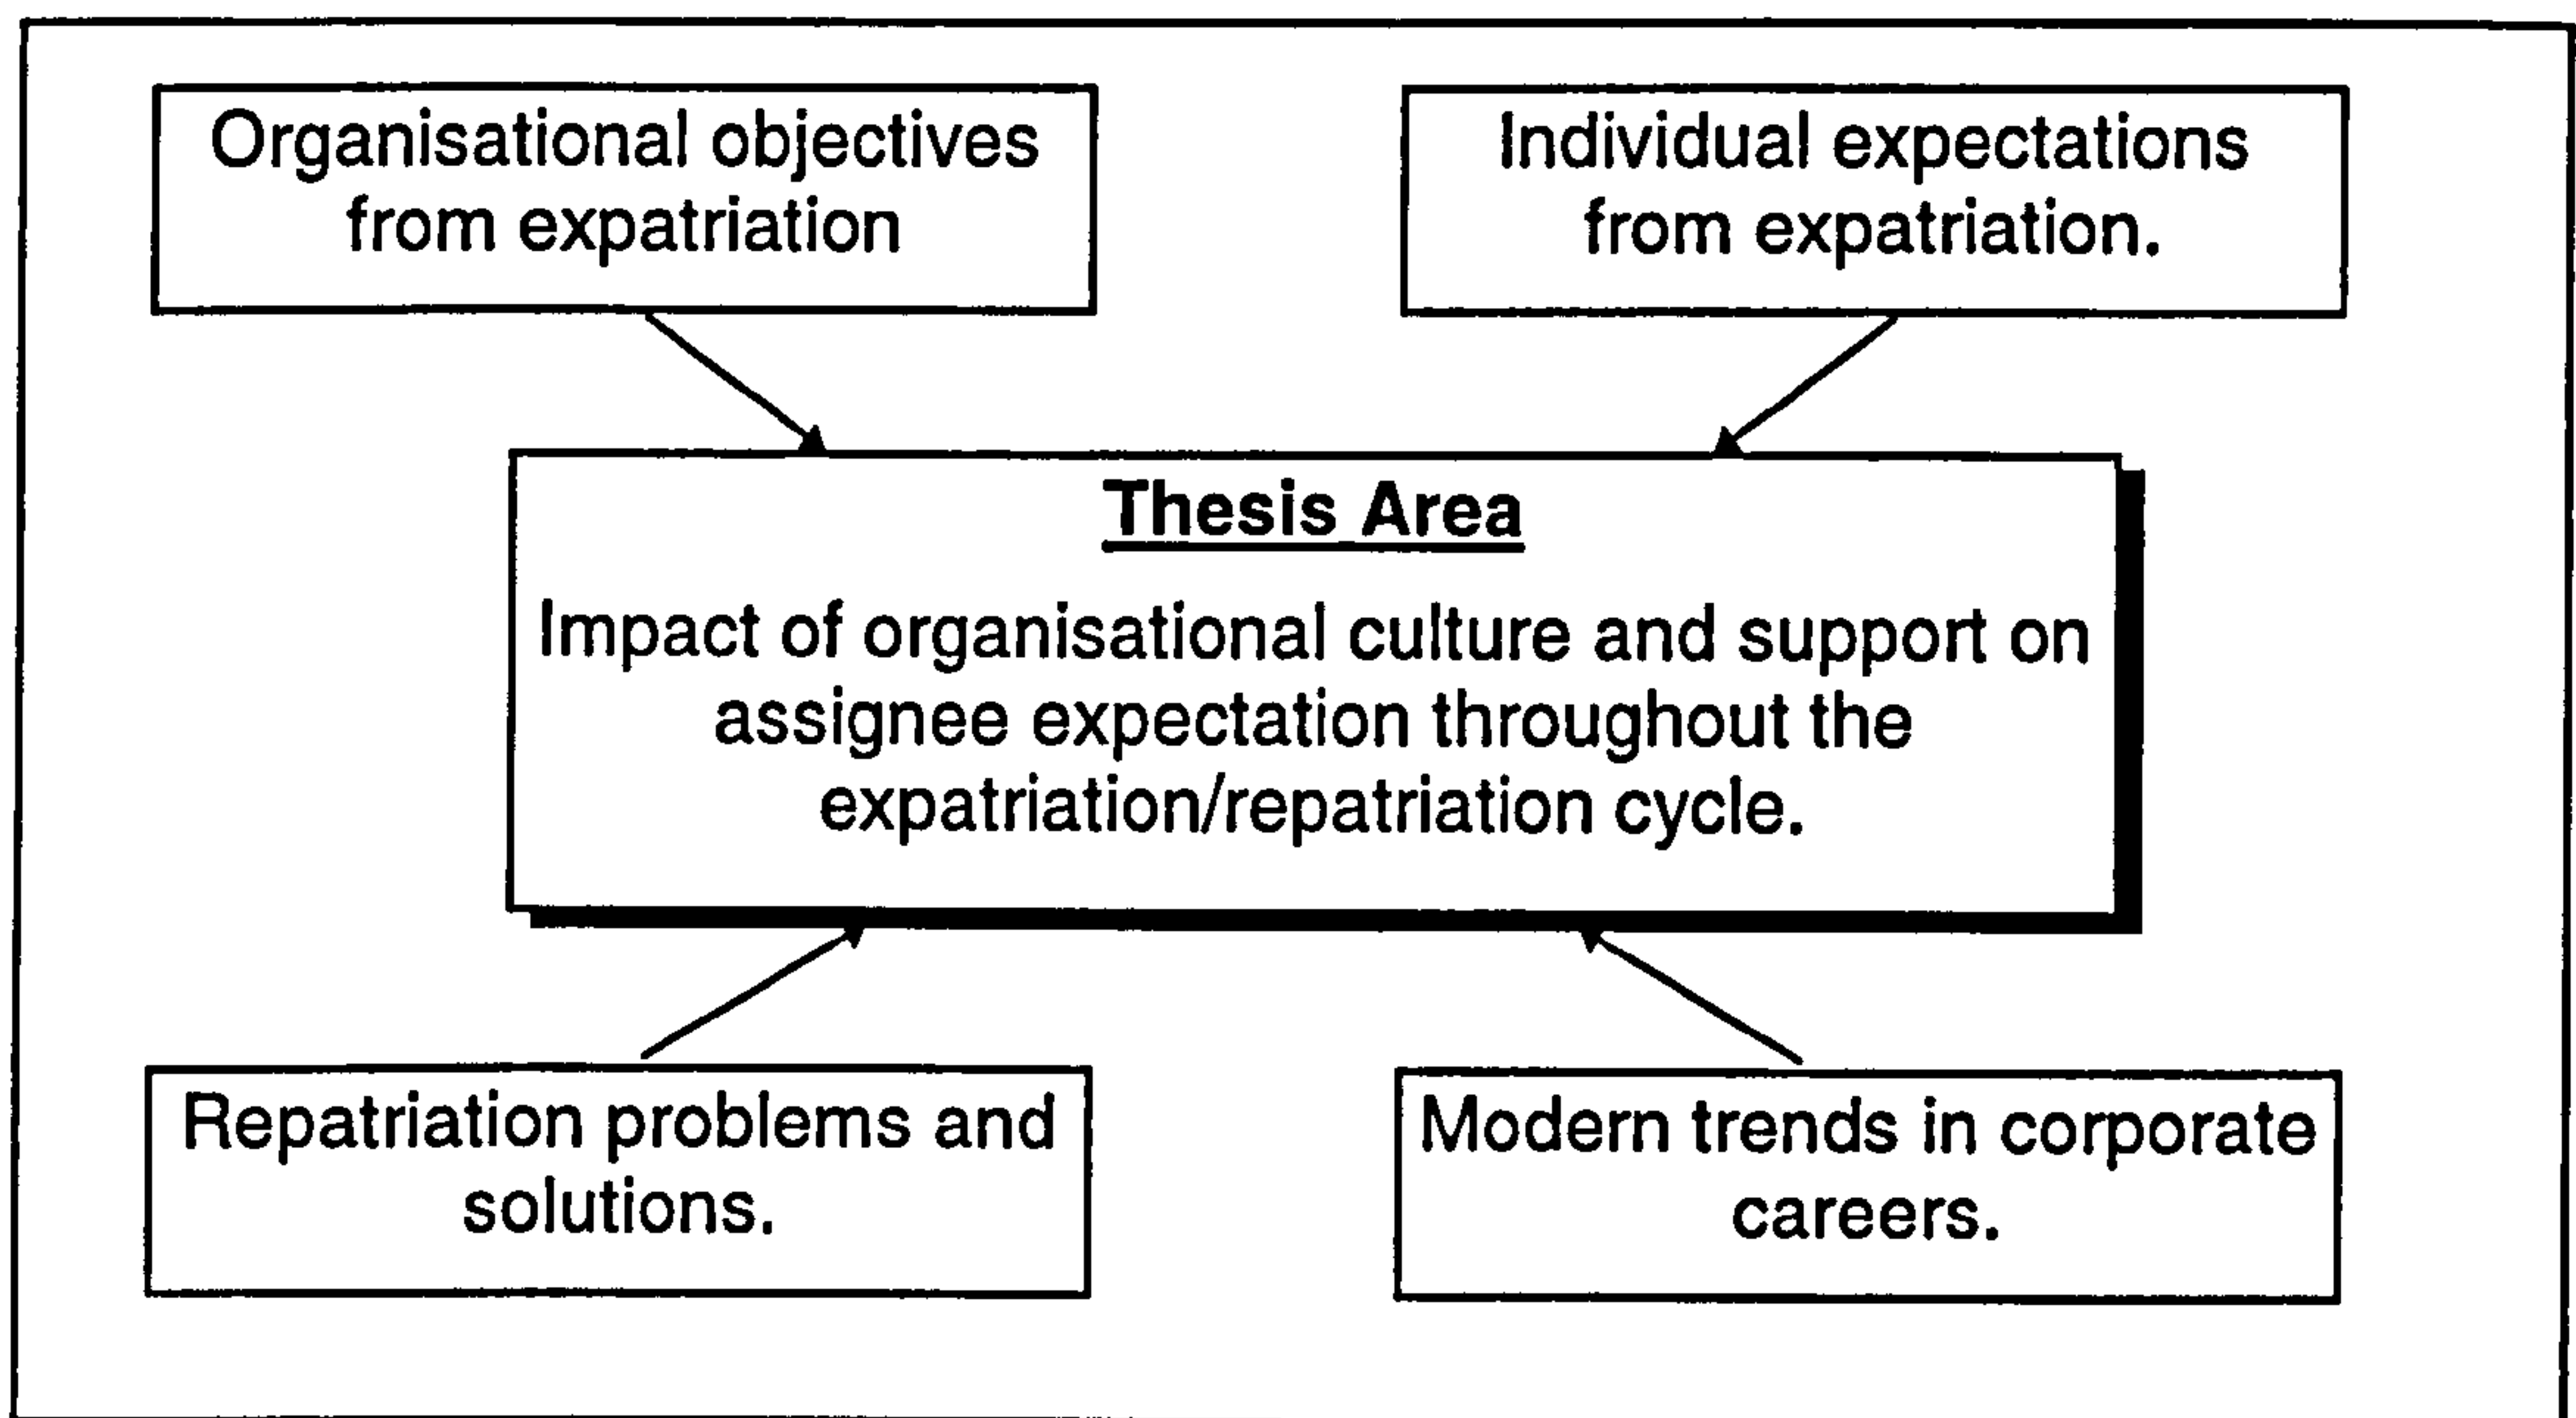 Organisational objectives
from expatriation
Individual expectations
from expatriation.
Thesis Area
Impact of organisational culture and support on
assignee expectation throughout the
expatriation/repatriation cycle.
Repatriation problems and
solutions.
Modern trends in corporate
careers.